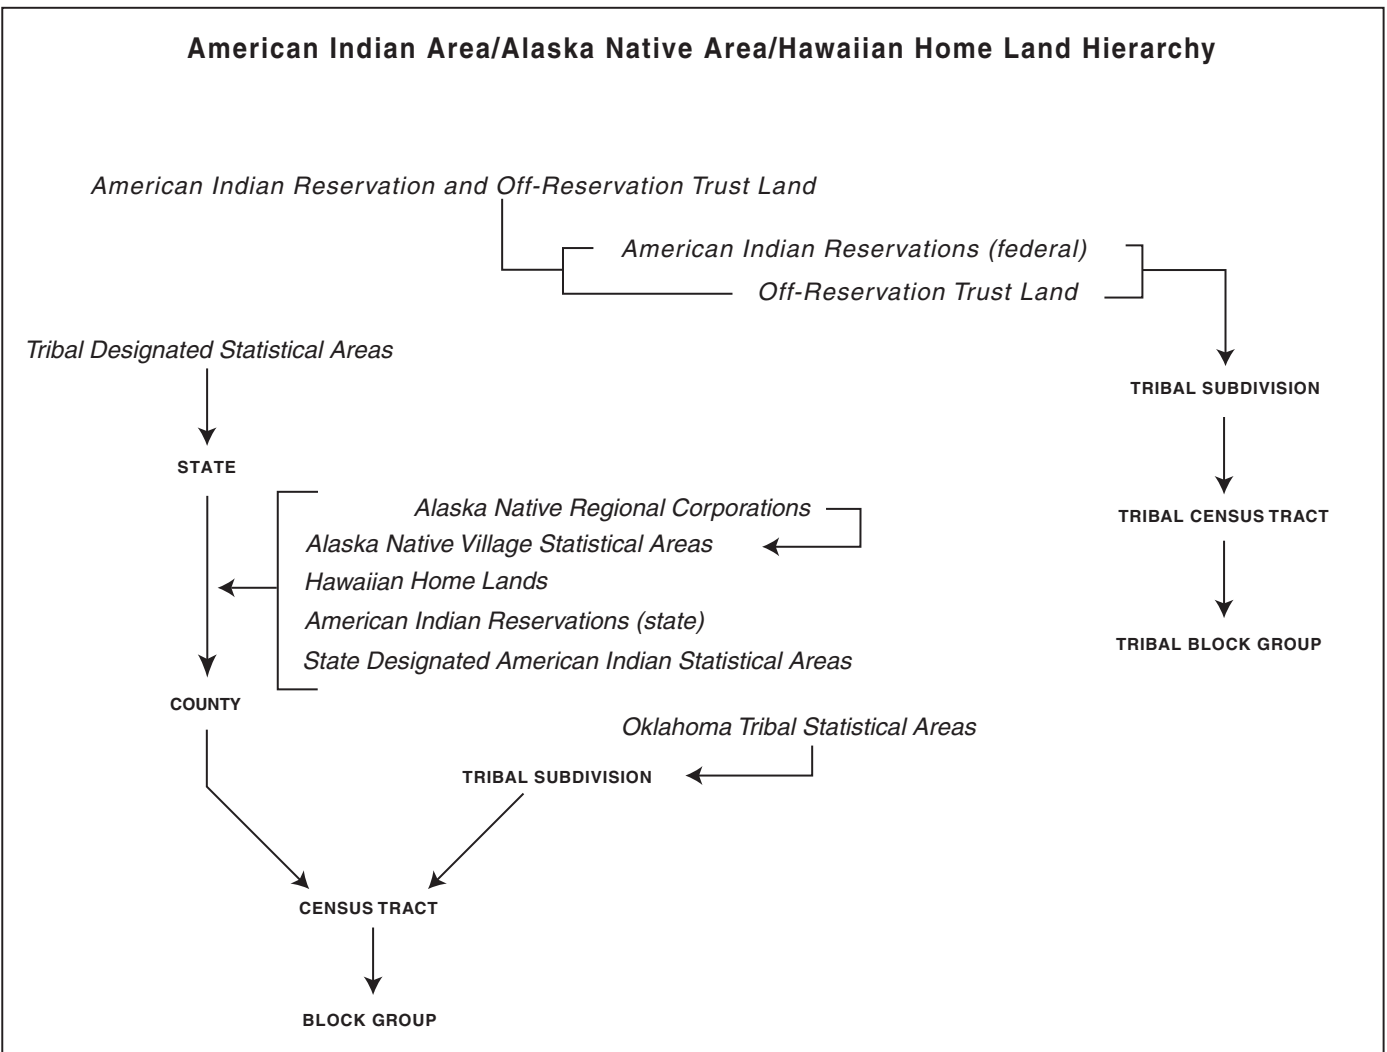 American Indian Area/Alaska Native Area/Hawaiian Home Land Hierarchy
American Indian Reservation and Off-Reservation Trust Land
American Indian Reservations (federal)
Off-Reservation Trust Land
Tribal Designated Statistical Areas
TRIBAL SUBDIVISION
STATE
Alaska Native Regional Corporations
TRIBAL CENSUS TRACT
Alaska Native Village Statistical Areas
Hawaiian Home Lands
American Indian Reservations (state)
TRIBAL BLOCK GROUP
State Designated American Indian Statistical Areas
COUNTY
Oklahoma Tribal Statistical Areas
TRIBAL SUBDIVISION
CENSUS TRACT
BLOCK GROUP